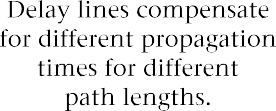 Delay lines compensate
for different propagation
times for different
path lengths.